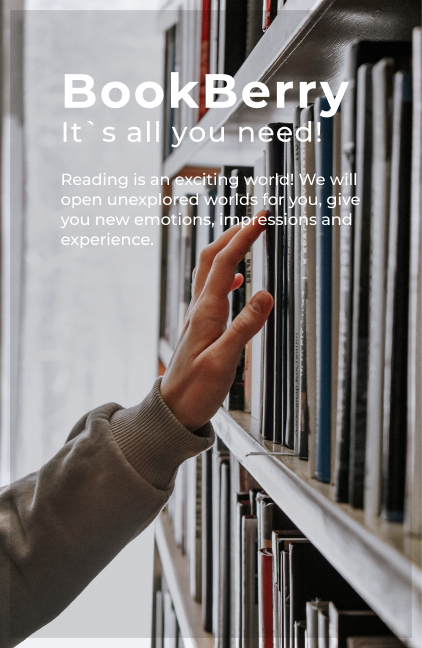 BookBerry
It`s all you need!
Reading is an exciting world! We will
open unexplored worlds for you, give
you new emotions, impressions and
experience.